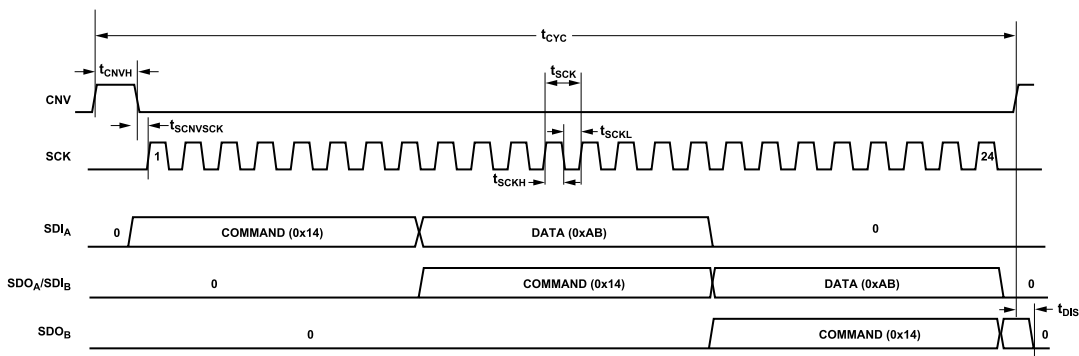 tCYC
tCNVH
tSCK
CNV
tSCNVSCK
tSCKL
SCK
1
24
tSCKH
SDIA
0
COMMAND (0x14)
DATA (0xAB)
0
SDOA/SDIB
0
COMMAND (0x14)
DATA (0xAB)
0
tDIS
SDOB
0
COMMAND (0x14)
0